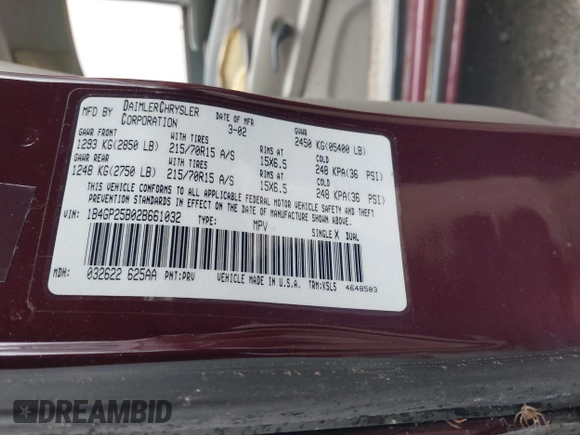 MFD BY DAIMLERCHRYSLER CORPORATION
DATE OF MFR 3-02
GVWR 2450 KG(05400 LB)
GAWR FRONT WITH TIRES RIMS AT COLD
1293 KG(2850 LB) 215/70R15 A/S 15X6.5 248 KPA(36 PSI)
GAWR REAR WITH TIRES RIMS AT COLD
1248 KG(2750 LB) 215/70R15 A/S 15X6.5 248 KPA(36 PSI)
THIS VEHICLE CONFORMS TO ALL APPLICABLE FEDERAL MOTOR VEHICLE SAFETY AND THEFT
PREVENTION STANDARDS IN EFFECT ON THE DATE OF MANUFACTURE SHOWN ABOVE.
VIN: 1B4GP25B02B661032 TYPE: MPV SINGLE X DUAL
MDH: 032622 625AA PNT:PRV VEHICLE MADE IN U.S.A. TRM:K5L5 4648503
DREAMBID